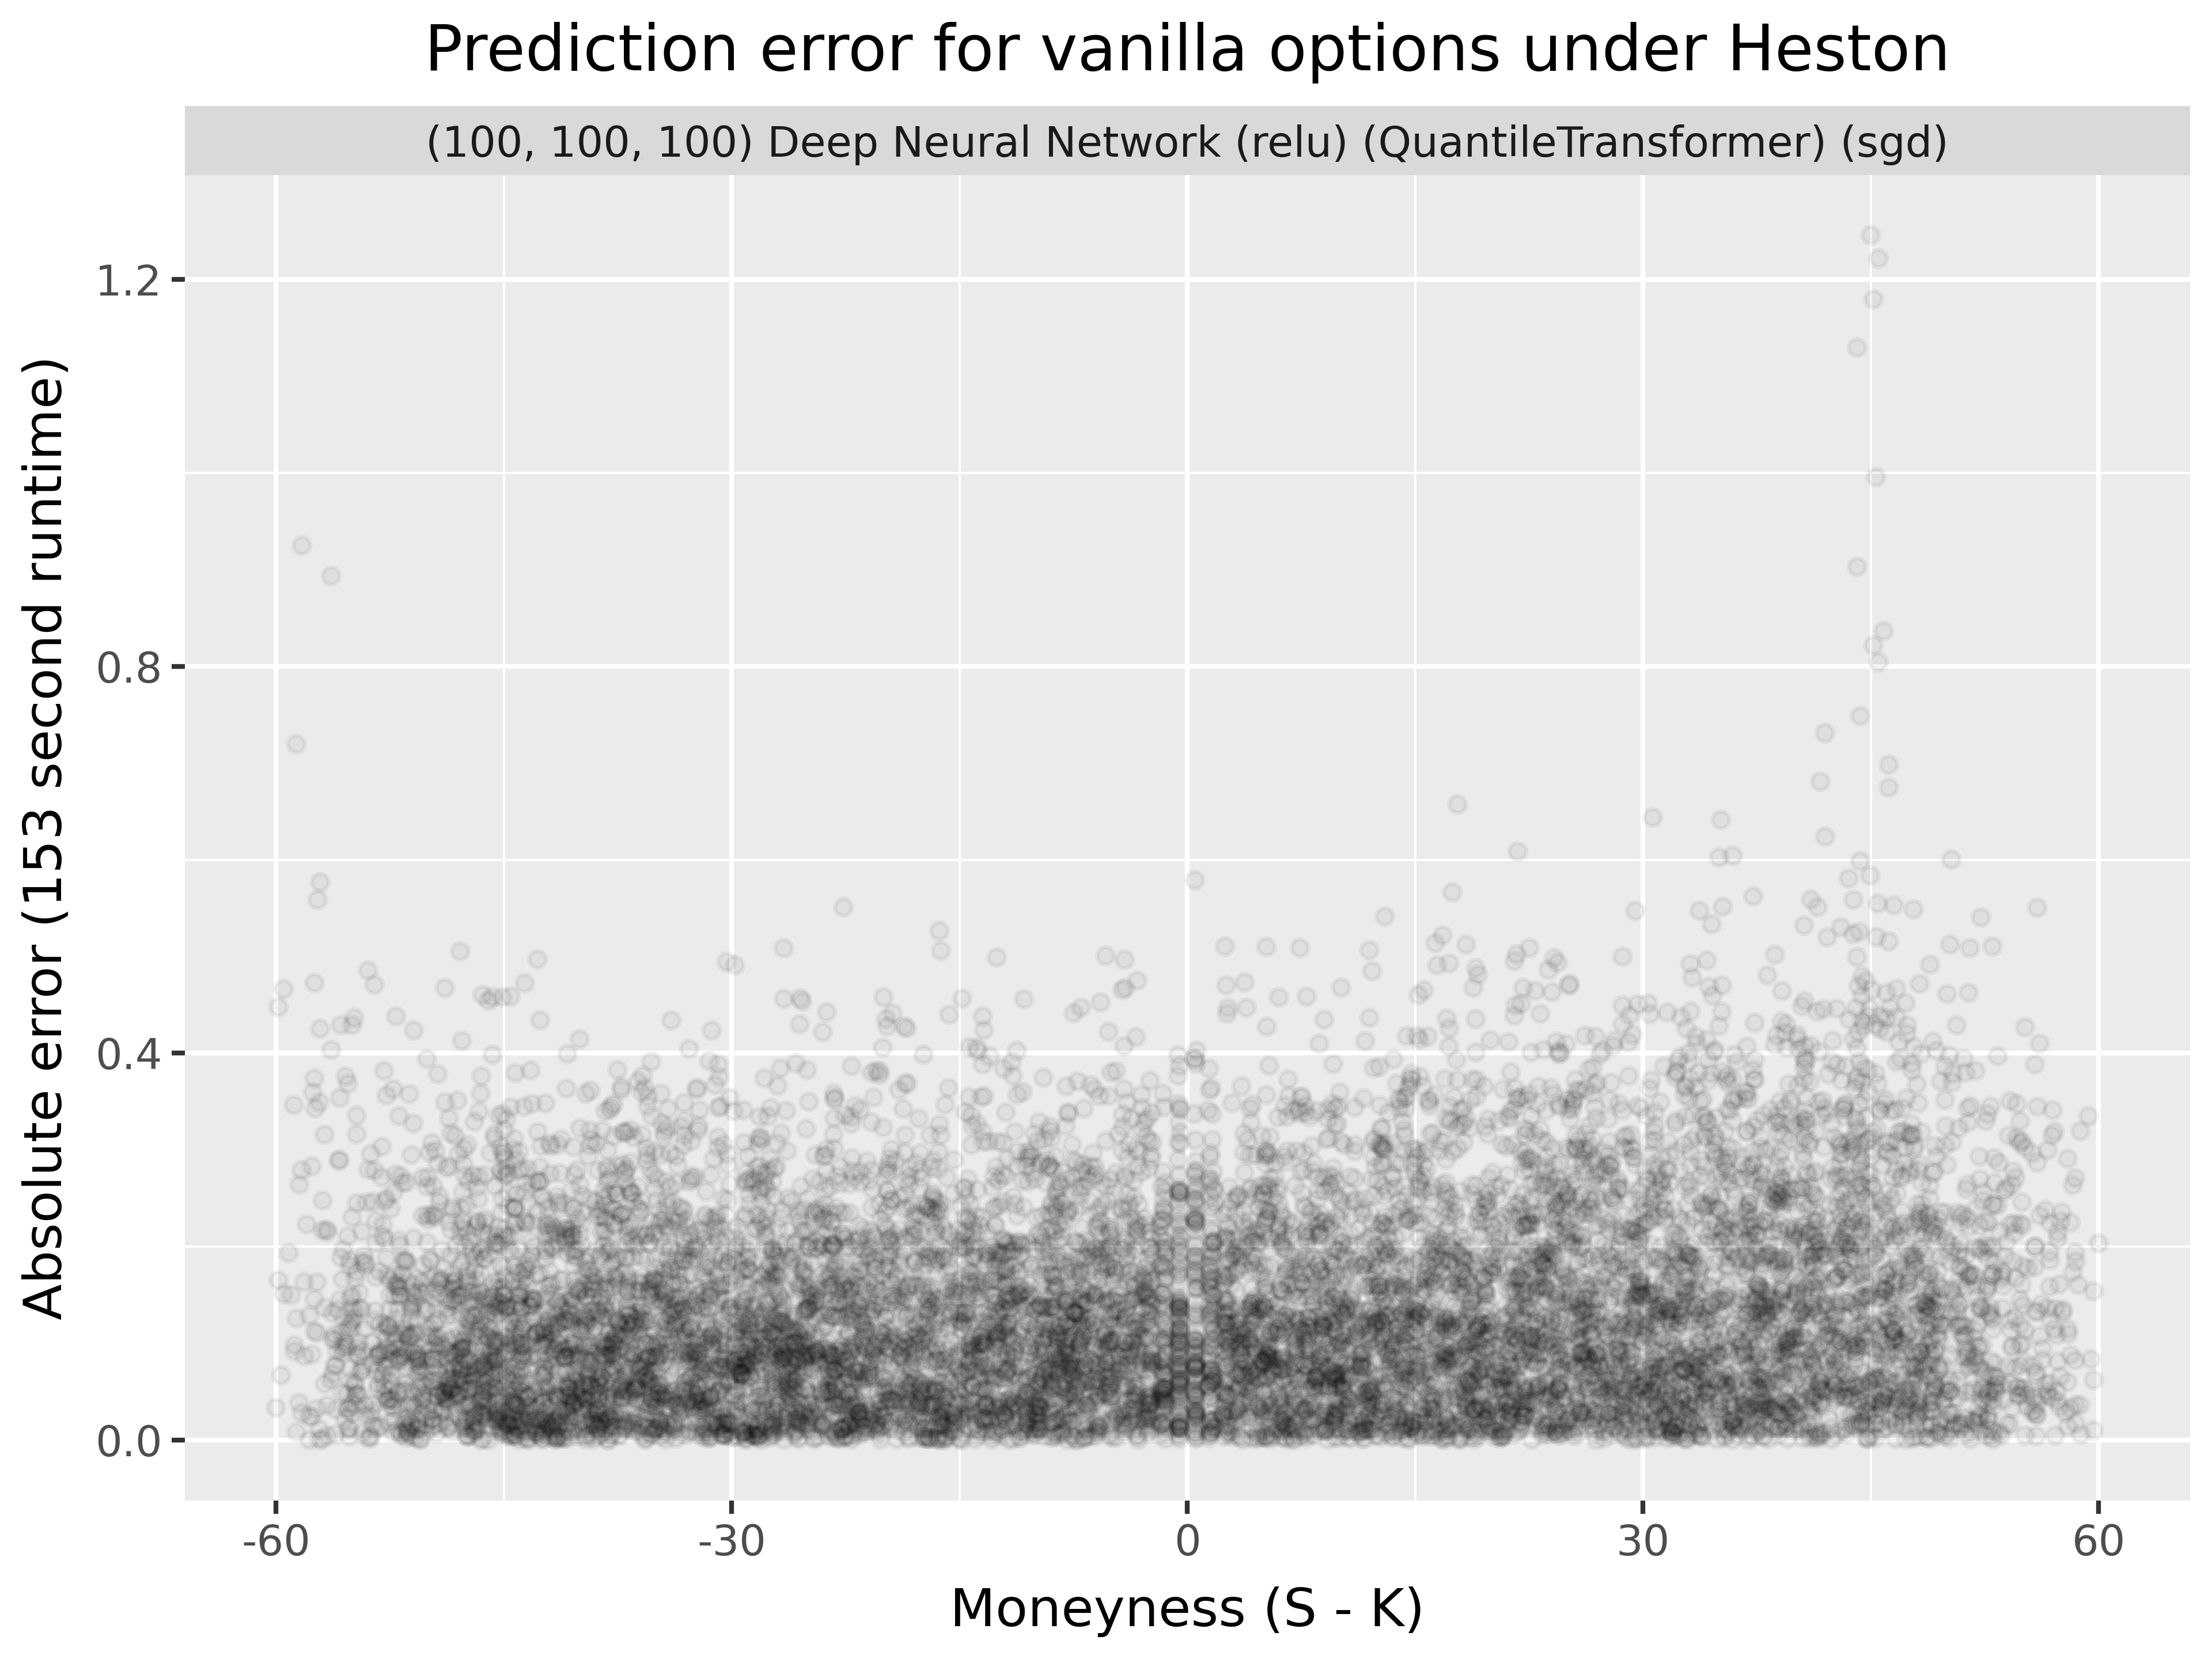 Prediction error for vanilla options under Heston
(100, 100, 100) Deep Neural Network (relu) (QuantileTransformer) (sgd)
Absolute error (153 second runtime)
1.2
0.8
0.4
0.0
-60
-30
0
30
60
Moneyness (S - K)